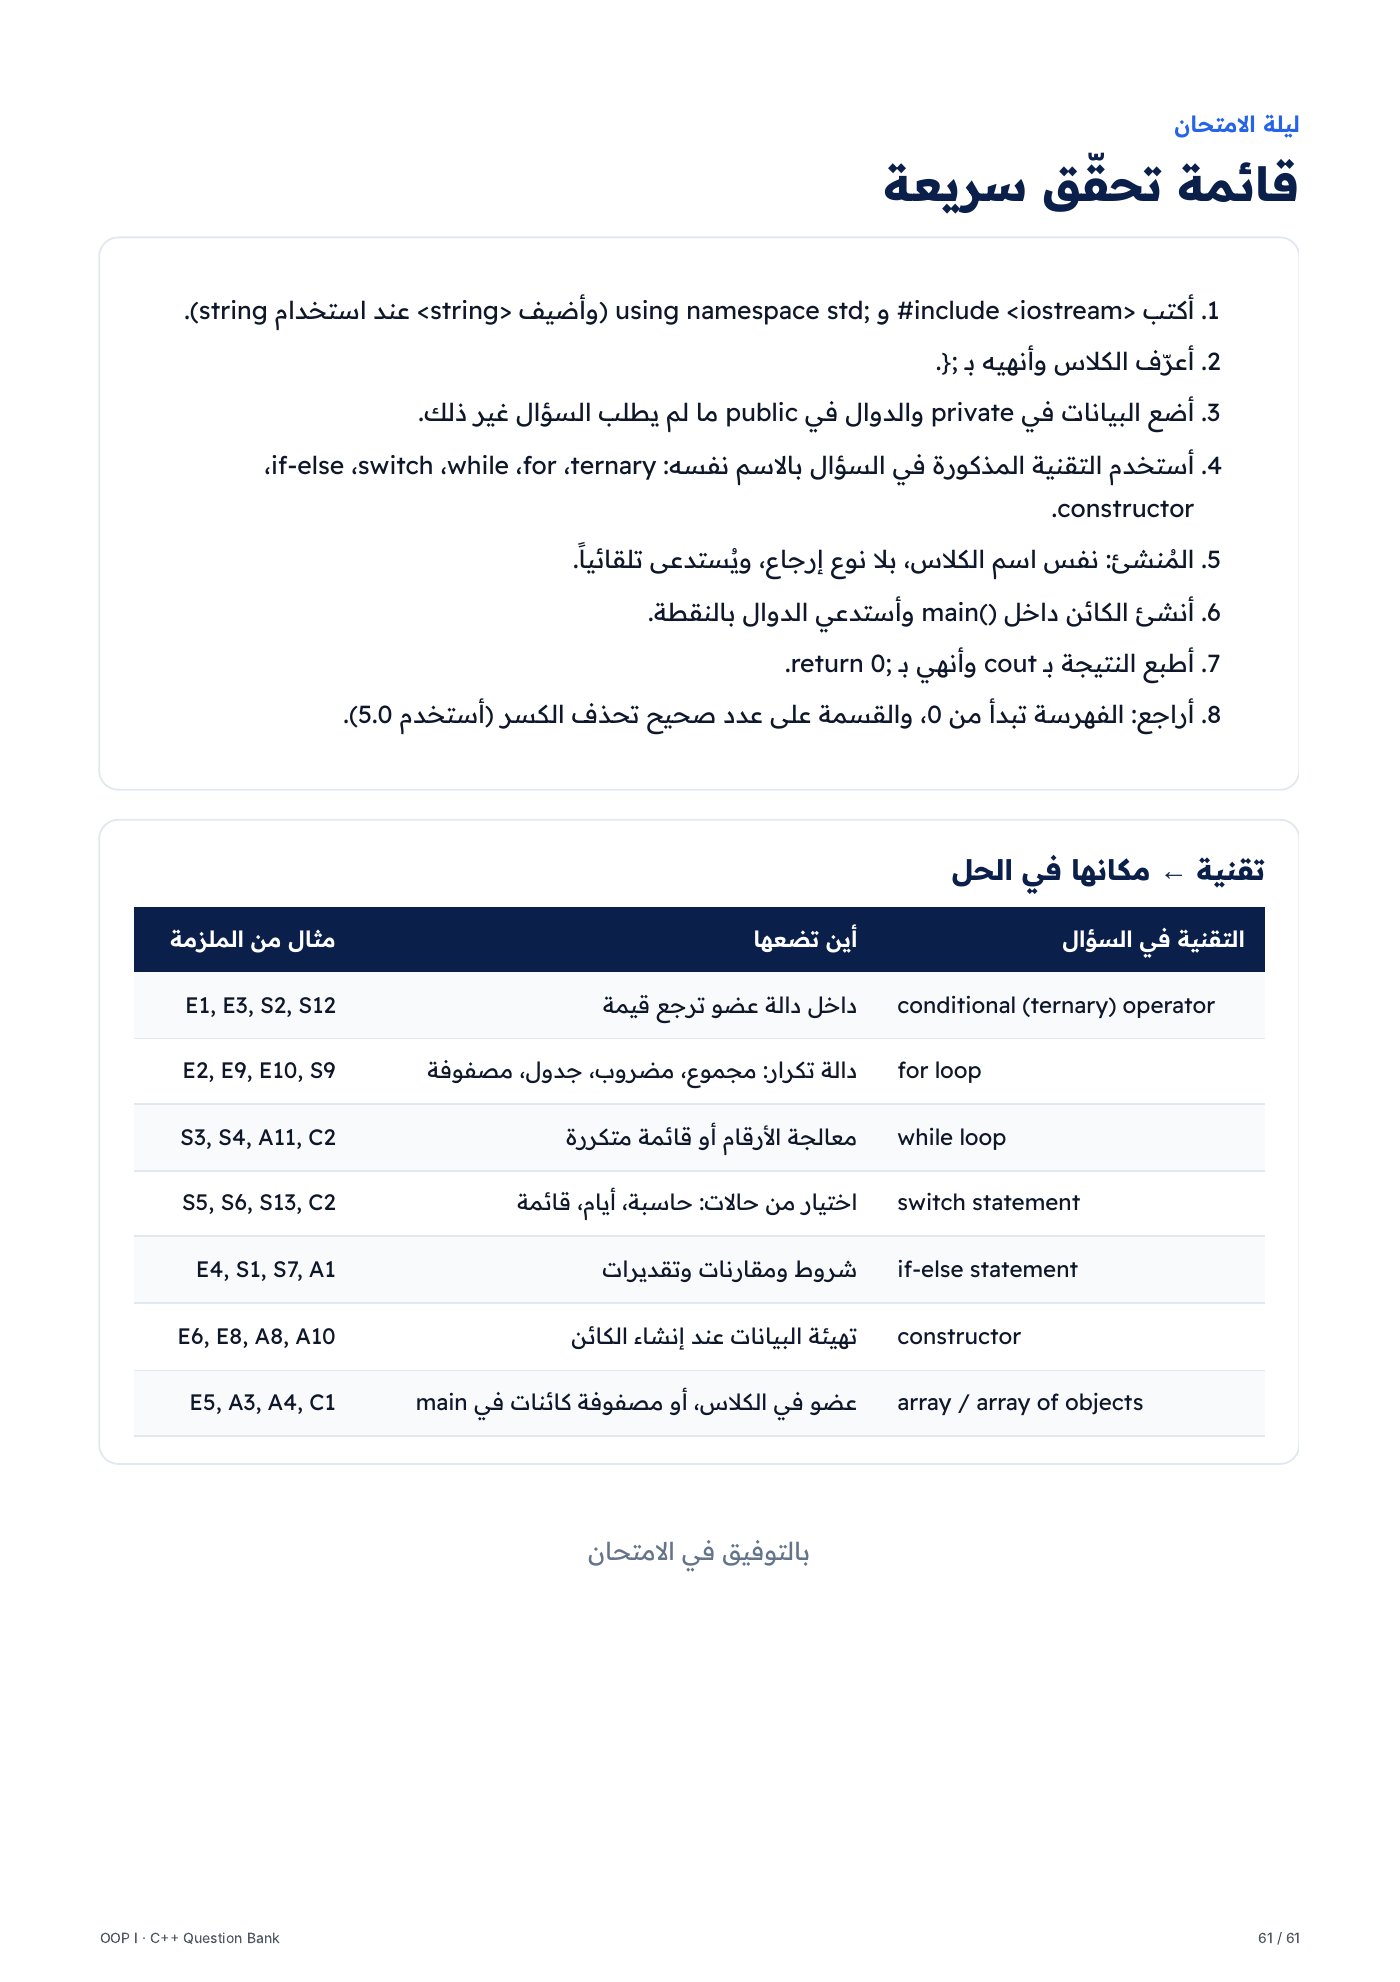 ليلة الامتحان
قائمة تحقّق سريعة
1. أكتب #include <iostream> و using namespace std; (وأضيف <string> عند استخدام string).
2. أعرّف الكلاس وأنهيه بـ };.
3. أضع البيانات في private والدوال في public ما لم يطلب السؤال غير ذلك.
4. أستخدم التقنية المذكورة في السؤال بالاسم نفسه: if-else ،switch ،while ،for ،ternary،
constructor.
5. المُنشئ: نفس اسم الكلاس، بلا نوع إرجاع، ويُستدعى تلقائياً.
6. أنشئ الكائن داخل main() وأستدعي الدوال بالنقطة.
7. أطبع النتيجة بـ cout وأنهي بـ return 0;.
8. أراجع: الفهرسة تبدأ من 0، والقسمة على عدد صحيح تحذف الكسر (أستخدم 5.0).
تقنية ← مكانها في الحل
التقنية في السؤال أين تضعها مثال من الملزمة
conditional (ternary) operator داخل دالة عضو ترجع قيمة E1, E3, S2, S12
for loop دالة تكرار: مجموع، مضروب، جدول، مصفوفة E2, E9, E10, S9
while loop معالجة الأرقام أو قائمة متكررة S3, S4, A11, C2
switch statement اختيار من حالات: حاسبة، أيام، قائمة S5, S6, S13, C2
if-else statement شروط ومقارنات وتقديرات E4, S1, S7, A1
constructor تهيئة البيانات عند إنشاء الكائن E6, E8, A8, A10
array / array of objects عضو في الكلاس، أو مصفوفة كائنات في main E5, A3, A4, C1
بالتوفيق في الامتحان
OOP I · C++ Question Bank 61 / 61